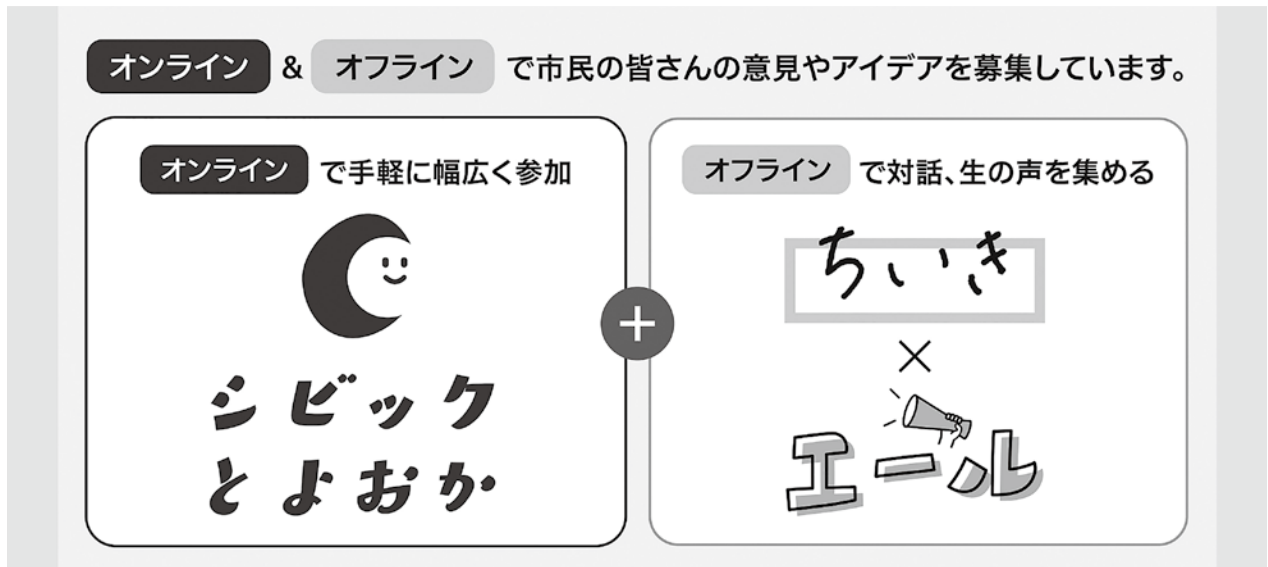 オンライン & オフライン で市民の皆さんの意見やアイデアを募集しています。
オンライン で手軽に幅広く参加
シビック
とよおか
+
オフライン で対話、生の声を集める
ちいき
×
エール